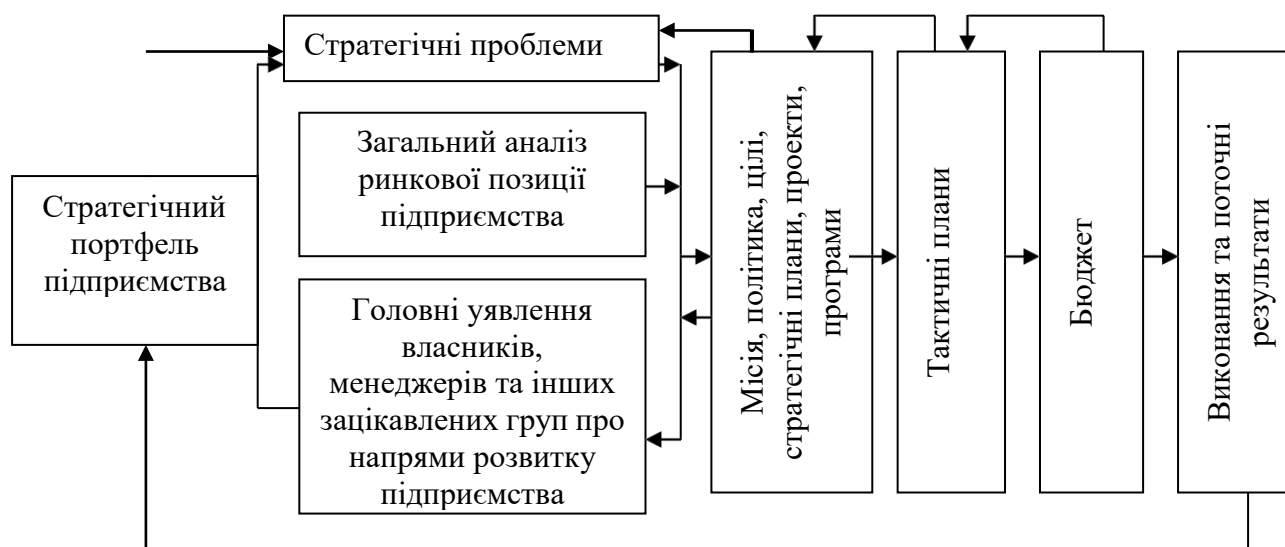 Стратегічні проблеми
Загальний аналіз
ринкової позиції
підприємства
Стратегічний
портфель
підприємства
Головні уявлення
власників,
менеджерів та інших
зацікавлених груп про
напрями розвитку
підприємства
Місія, політика, цілі,
стратегічні плани, проекти,
програми
Тактичні плани
Бюджет
Виконання та поточні
результати